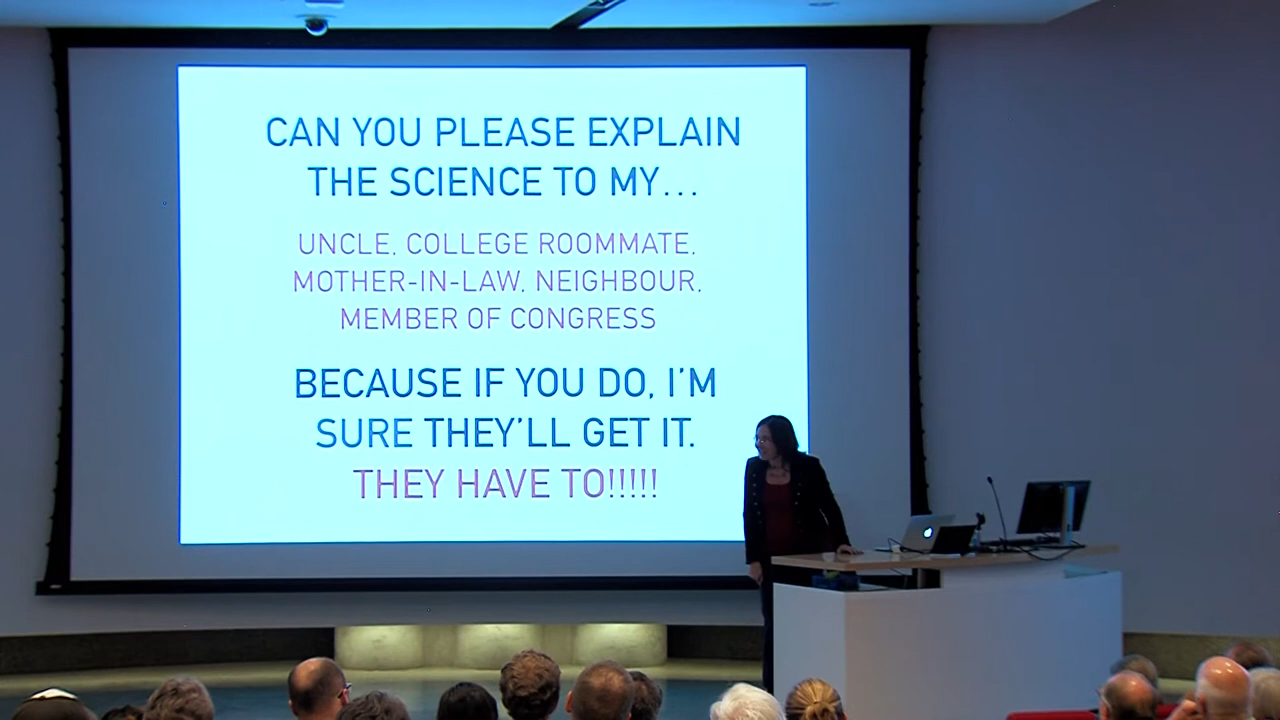 CAN YOU PLEASE EXPLAIN
THE SCIENCE TO MY...
UNCLE, COLLEGE ROOMMATE,
MOTHER-IN-LAW, NEIGHBOUR,
MEMBER OF CONGRESS
BECAUSE IF YOU DO, I'M
SURE THEY'LL GET IT.
THEY HAVE TO!!!!!